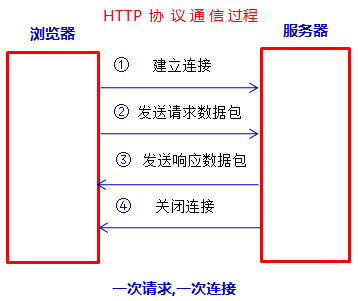 HTTP 协议通信过程
浏览器
服务器
① 建立连接
② 发送请求数据包
③ 发送响应数据包
④ 关闭连接
一次请求,一次连接